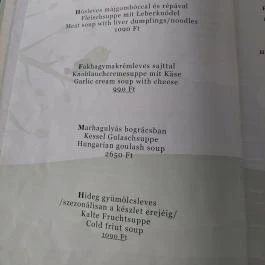 Húsleves májgombóccal és répával
Fleischsuppe mit Leberknödel
Meat soup with liver dumplings/noodles
1090 Ft
Fokhagymakrémleves sajttal
Knoblauchcremesuppe mit Käse
Garlic cream soup with cheese
990 Ft
Marhagulyás bográcsban
Kessel Gulaschsuppe
Hungarian goulash soup
2650 Ft
Hideg gyümölcsleves
/szezonálisan a készlet erejéig/
Kalte Fruchtsuppe
Cold friut soup
1090 Ft